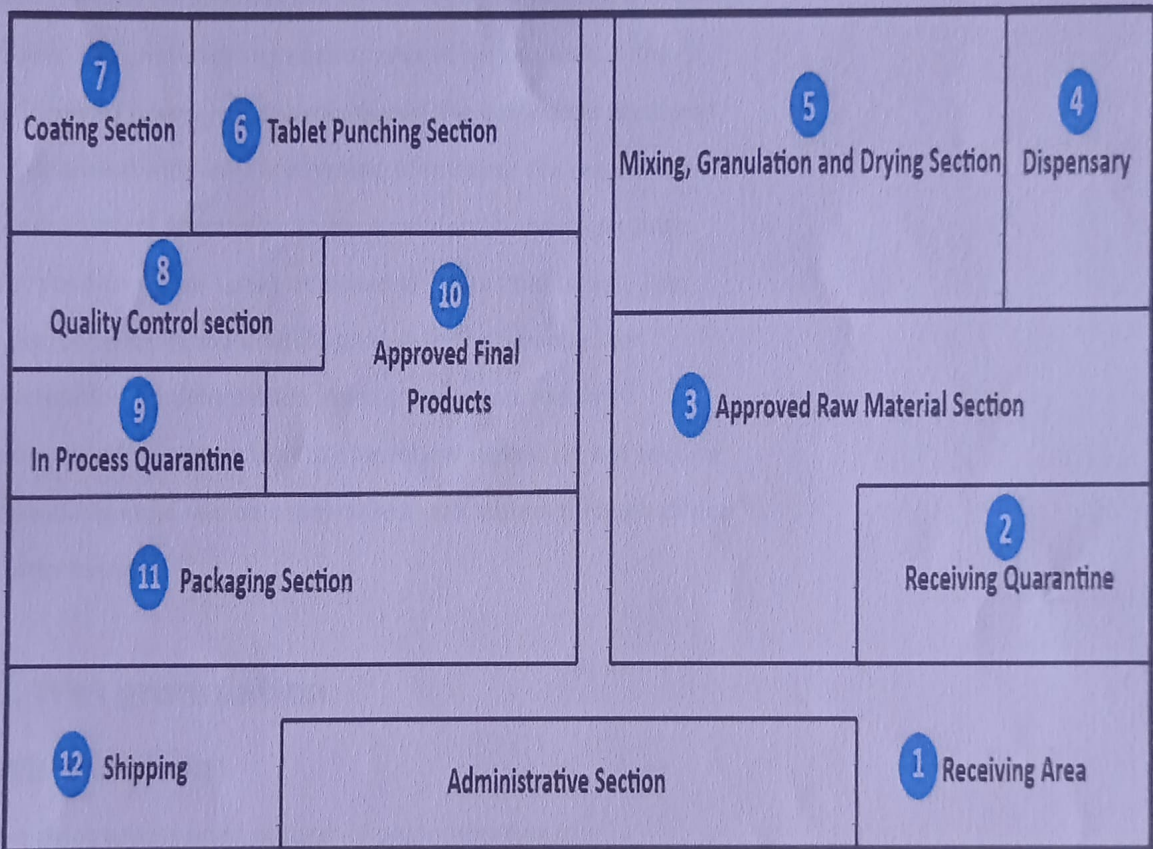 7
Coating Section
6 Tablet Punching Section
5
Mixing, Granulation and Drying Section
4
Dispensary
8
Quality Control section
10
Approved Final
Products
9
In Process Quarantine
3 Approved Raw Material Section
2
Receiving Quarantine
11 Packaging Section
12 Shipping
Administrative Section
1 Receiving Area